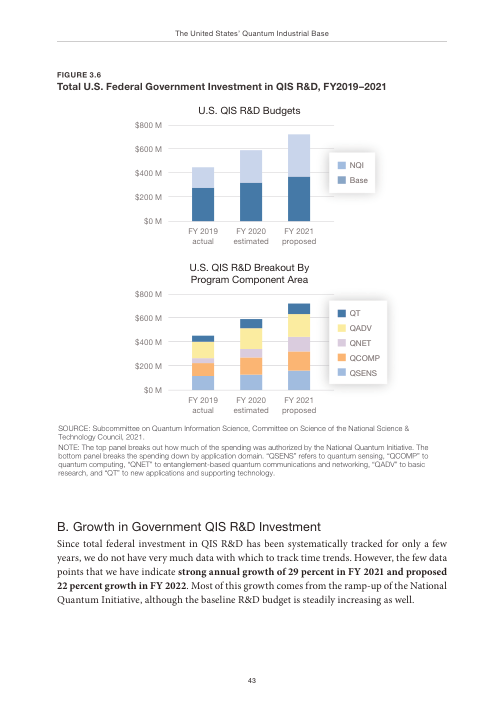 The United States’ Quantum Industrial Base
FIGURE 3.6
Total U.S. Federal Government Investment in QIS R&D, FY2019–2021
U.S. QIS R&D Budgets
$800 M
$600 M
$400 M
$200 M
$0 M
FY 2019
actual
FY 2020
estimated
FY 2021
proposed
NQI
Base
U.S. QIS R&D Breakout By
Program Component Area
$800 M
$600 M
$400 M
$200 M
$0 M
FY 2019
actual
FY 2020
estimated
FY 2021
proposed
QT
QADV
QNET
QCOMP
QSENS
SOURCE: Subcommittee on Quantum Information Science, Committee on Science of the National Science &
Technology Council, 2021.
NOTE: The top panel breaks out how much of the spending was authorized by the National Quantum Initiative. The
bottom panel breaks the spending down by application domain. “QSENS” refers to quantum sensing, “QCOMP” to
quantum computing, “QNET” to entanglement-based quantum communications and networking, “QADV” to basic
research, and “QT” to new applications and supporting technology.
B. Growth in Government QIS R&D Investment
Since total federal investment in QIS R&D has been systematically tracked for only a few
years, we do not have very much data with which to track time trends. However, the few data
points that we have indicate strong annual growth of 29 percent in FY 2021 and proposed
22 percent growth in FY 2022. Most of this growth comes from the ramp-up of the National
Quantum Initiative, although the baseline R&D budget is steadily increasing as well.
43